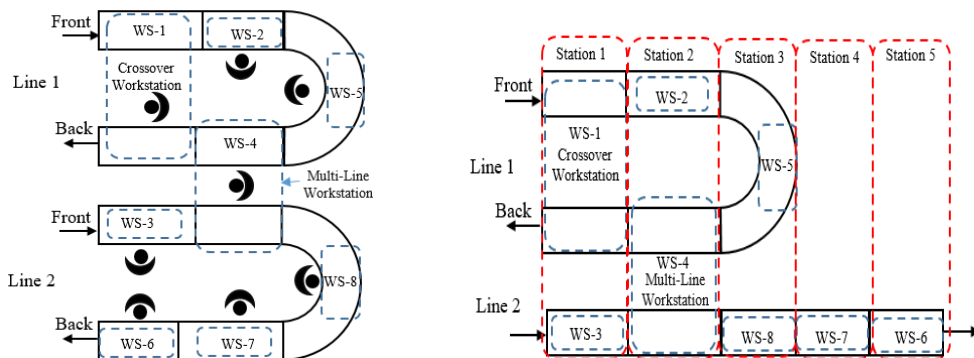 Front
WS-1
WS-2
Line 1
Crossover
Workstation
WS-5
Back
WS-4
Multi-Line
Workstation
Front
WS-3
Line 2
WS-8
Back
WS-6
WS-7
Station 1
Station 2
Station 3
Station 4
Station 5
Front
WS-2
WS-1
Crossover
Workstation
Line 1
WS-5
Back
WS-4
Multi-Line
Workstation
Line 2
WS-3
WS-8
WS-7
WS-6